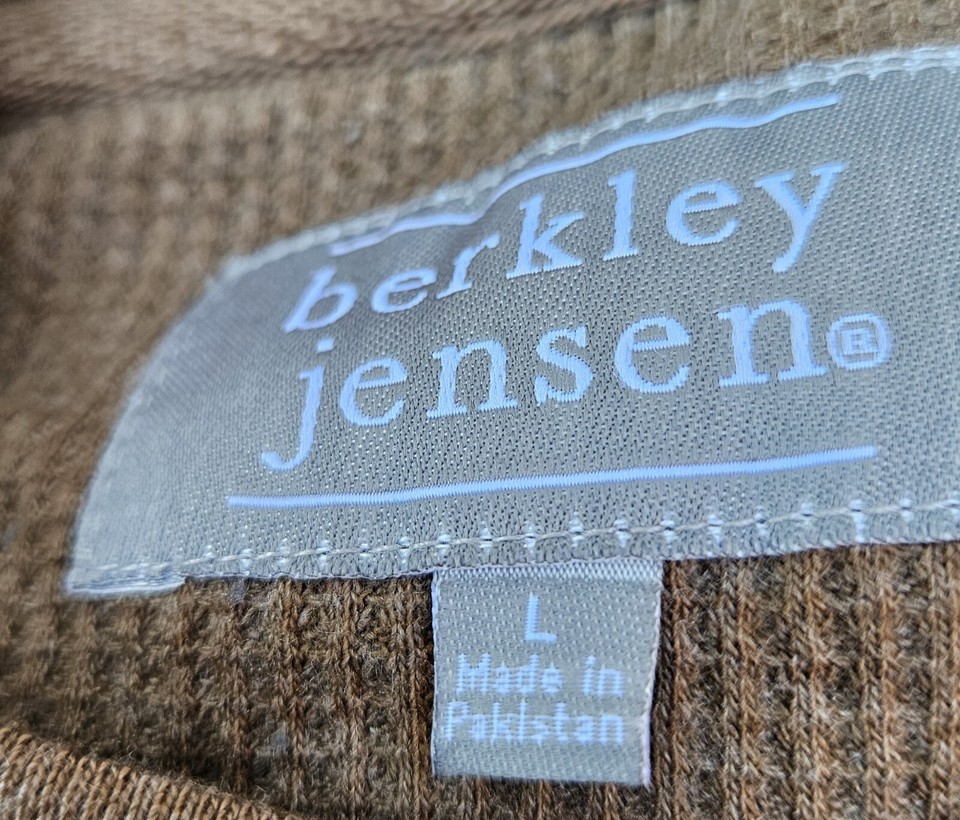 berkley
jensen®
L
Made in
Pakistan